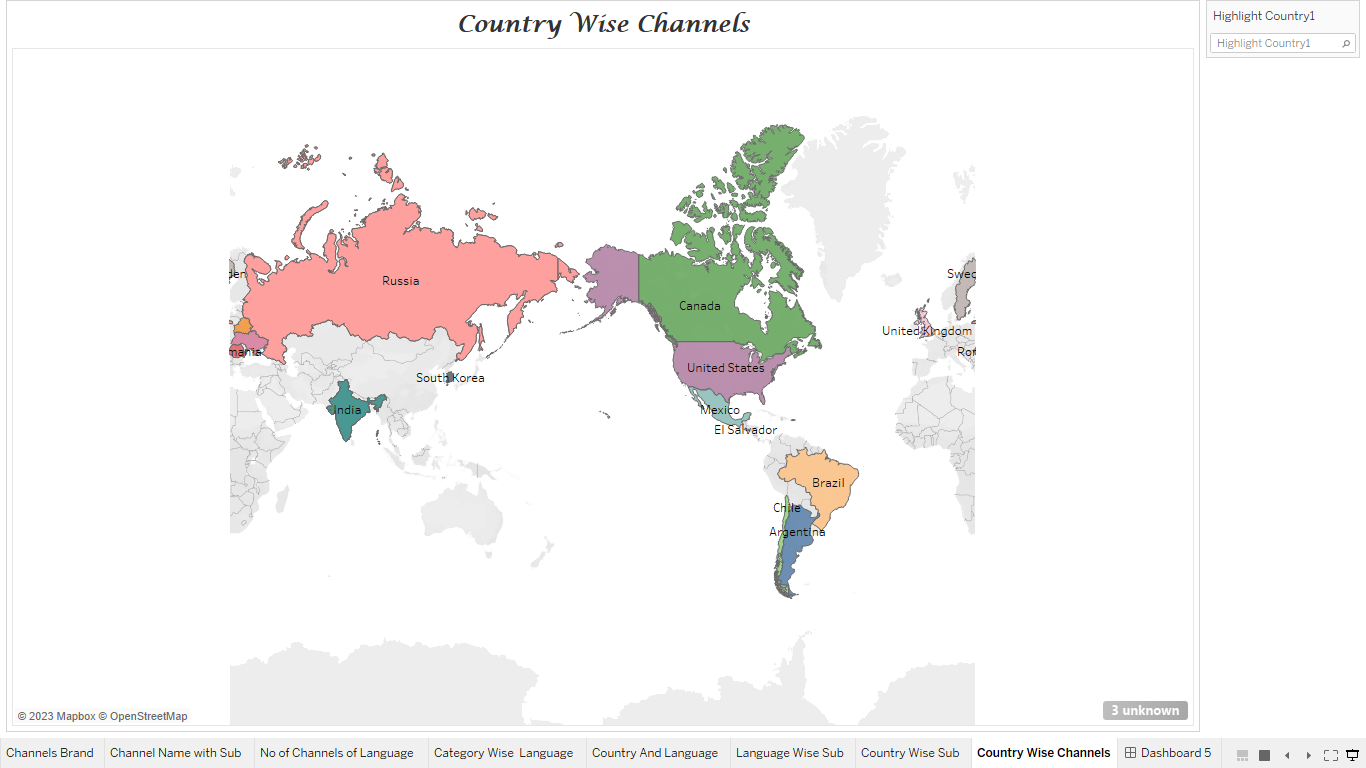 Country Wise Channels
Highlight Country1
Highlight Country1
den
Swed
Russia
Canada
United Kingdom
mania
Rom
United States
South Korea
India
Mexico
El Salvador
Brazil
Chile
Argentina
© 2023 Mapbox © OpenStreetMap
3 unknown
Channels Brand
Channel Name with Sub
No of Channels of Language
Category Wise Language
Country And Language
Language Wise Sub
Country Wise Sub
Country Wise Channels
Dashboard 5